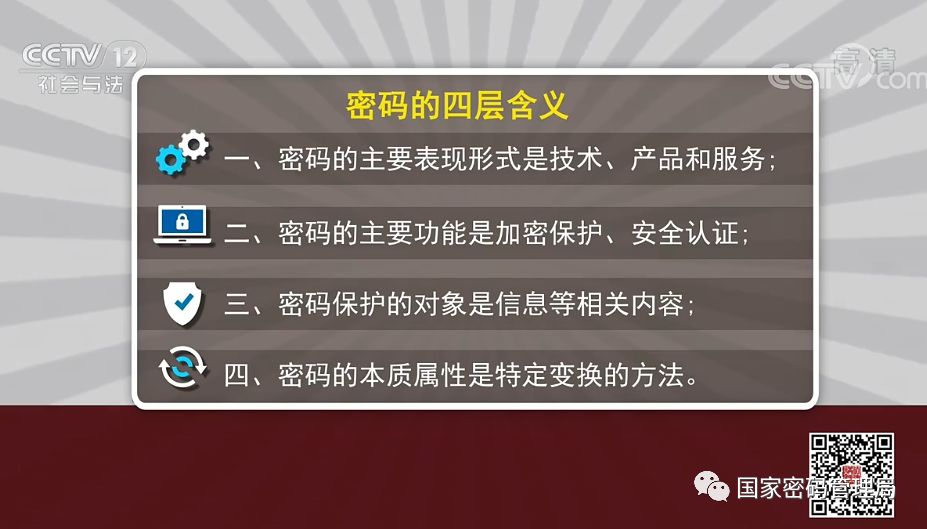 CCTV 12
社会与法
高清
CCTV.com
密码的四层含义
一、密码的主要表现形式是技术、产品和服务；
二、密码的主要功能是加密保护、安全认证；
三、密码保护的对象是信息等相关内容；
四、密码的本质属性是特定变换的方法。
国家密码管理局